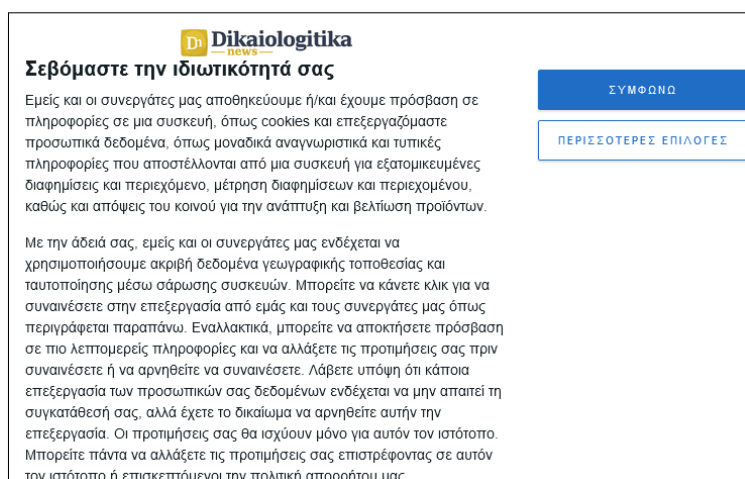 Dn Dikaiologitika
news
Σεβόμαστε την ιδιωτικότητά σας
Εμείς και οι συνεργάτες μας αποθηκεύουμε ή/και έχουμε πρόσβαση σε
πληροφορίες σε μια συσκευή, όπως cookies και επεξεργαζόμαστε
προσωπικά δεδομένα, όπως μοναδικά αναγνωριστικά και τυπικές
πληροφορίες που αποστέλλονται από μια συσκευή για εξατομικευμένες
διαφημίσεις και περιεχόμενο, μέτρηση διαφημίσεων και περιεχομένου,
καθώς και απόψεις του κοινού για την ανάπτυξη και βελτίωση προϊόντων.
Με την άδειά σας, εμείς και οι συνεργάτες μας ενδέχεται να
χρησιμοποιήσουμε ακριβή δεδομένα γεωγραφικής τοποθεσίας και
ταυτοποίησης μέσω σάρωσης συσκευών. Μπορείτε να κάνετε κλικ για να
συναινέσετε στην επεξεργασία από εμάς και τους συνεργάτες μας όπως
περιγράφεται παραπάνω. Εναλλακτικά, μπορείτε να αποκτήσετε πρόσβαση
σε πιο λεπτομερείς πληροφορίες και να αλλάξετε τις προτιμήσεις σας πριν
συναινέσετε ή να αρνηθείτε να συναινέσετε. Λάβετε υπόψη ότι κάποια
επεξεργασία των προσωπικών σας δεδομένων ενδέχεται να μην απαιτεί τη
συγκατάθεσή σας, αλλά έχετε το δικαίωμα να αρνηθείτε αυτήν την
επεξεργασία. Οι προτιμήσεις σας θα ισχύουν μόνο για αυτόν τον ιστότοπο.
Μπορείτε πάντα να αλλάξετε τις προτιμήσεις σας επιστρέφοντας σε αυτόν
τον ιστότοπο ή επισκεπτόμενοι την πολιτική απορρήτου μας
ΣΥΜΦΩΝΩ
ΠΕΡΙΣΣΟΤΕΡΕΣ ΕΠΙΛΟΓΕΣ